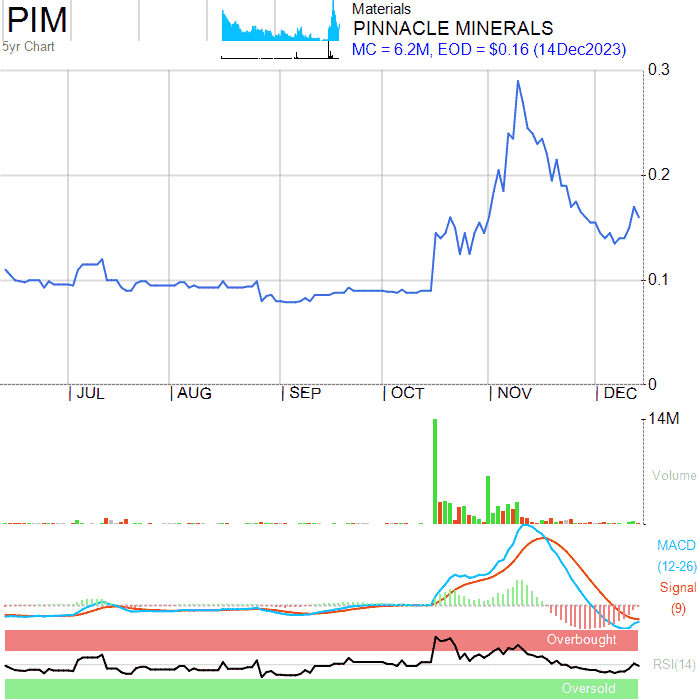 PIM
5yr Chart
Materials
PINNACLE MINERALS
MC = 6.2M, EOD = $0.16 (14Dec2023)
0.3
0.2
0.1
0
JUL
AUG
SEP
OCT
NOV
DEC
14M
Volume
MACD
(12-26)
Signal
(9)
Overbought
RSI(14)
Oversold